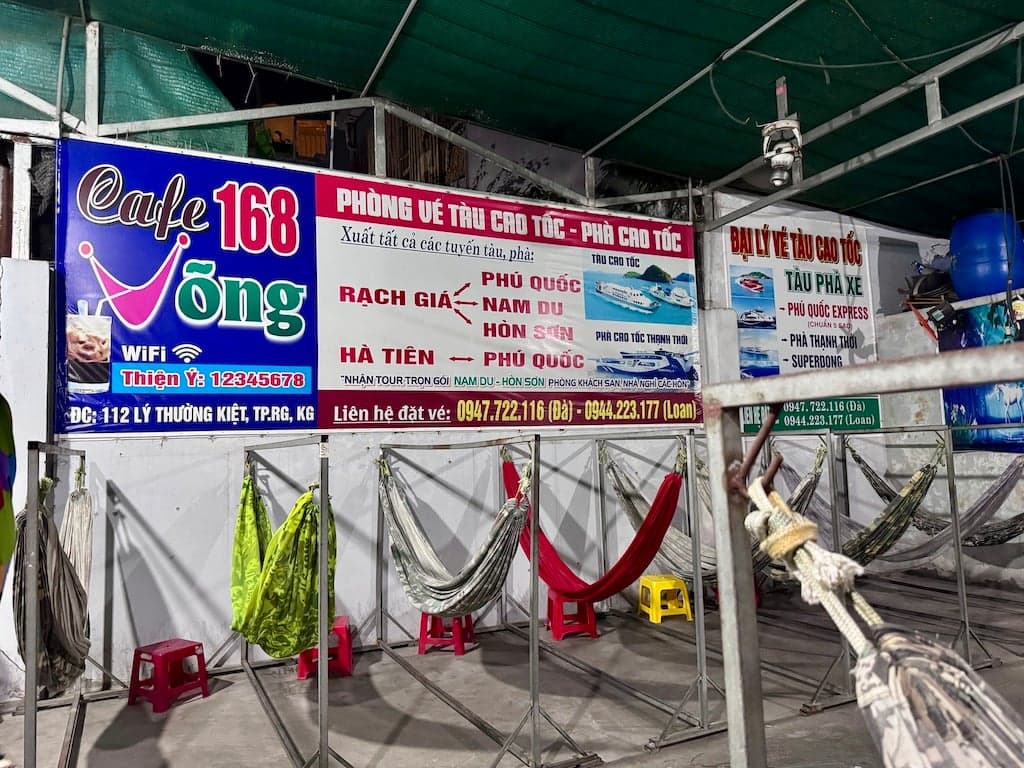 Cafe 168
Võng
WiFi
Thiện Ý: 12345678
ĐC: 112 LÝ THƯỜNG KIỆT, TP.RG, KG
PHÒNG VÉ TÀU CAO TỐC - PHÀ CAO TỐC
Xuất tất cả các tuyến tàu, phà:
TÀU CAO TỐC
RẠCH GIÁ
PHÚ QUỐC
NAM DU
HÒN SƠN
PHÀ CAO TỐC THẠNH THỚI
HÀ TIÊN
PHÚ QUỐC
"NHẬN TOUR TRỌN GÓI NAM DU - HÒN SƠN PHÒNG KHÁCH SẠN, NHÀ NGHỈ CÁC HÒN"
Liên hệ đặt vé: 0947.722.116 (Đà) - 0944.223.177 (Loan)
ĐẠI LÝ VÉ TÀU CAO TỐC
TÀU PHÀ XE
- PHÚ QUỐC EXPRESS
(CHUẨN 5 SAO)
- PHÀ THẠNH THỚI
- SUPERDONG
0947.722.116 (Đà)
0944.223.177 (Loan)